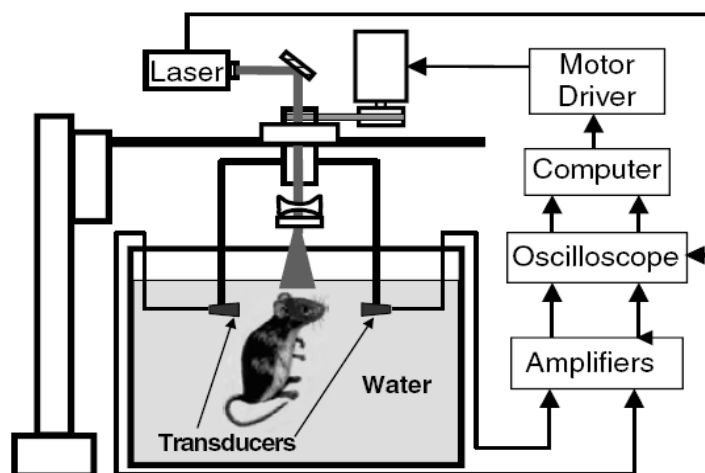 Laser
Motor
Driver
Computer
Oscilloscope
Amplifiers
Water
Transducers